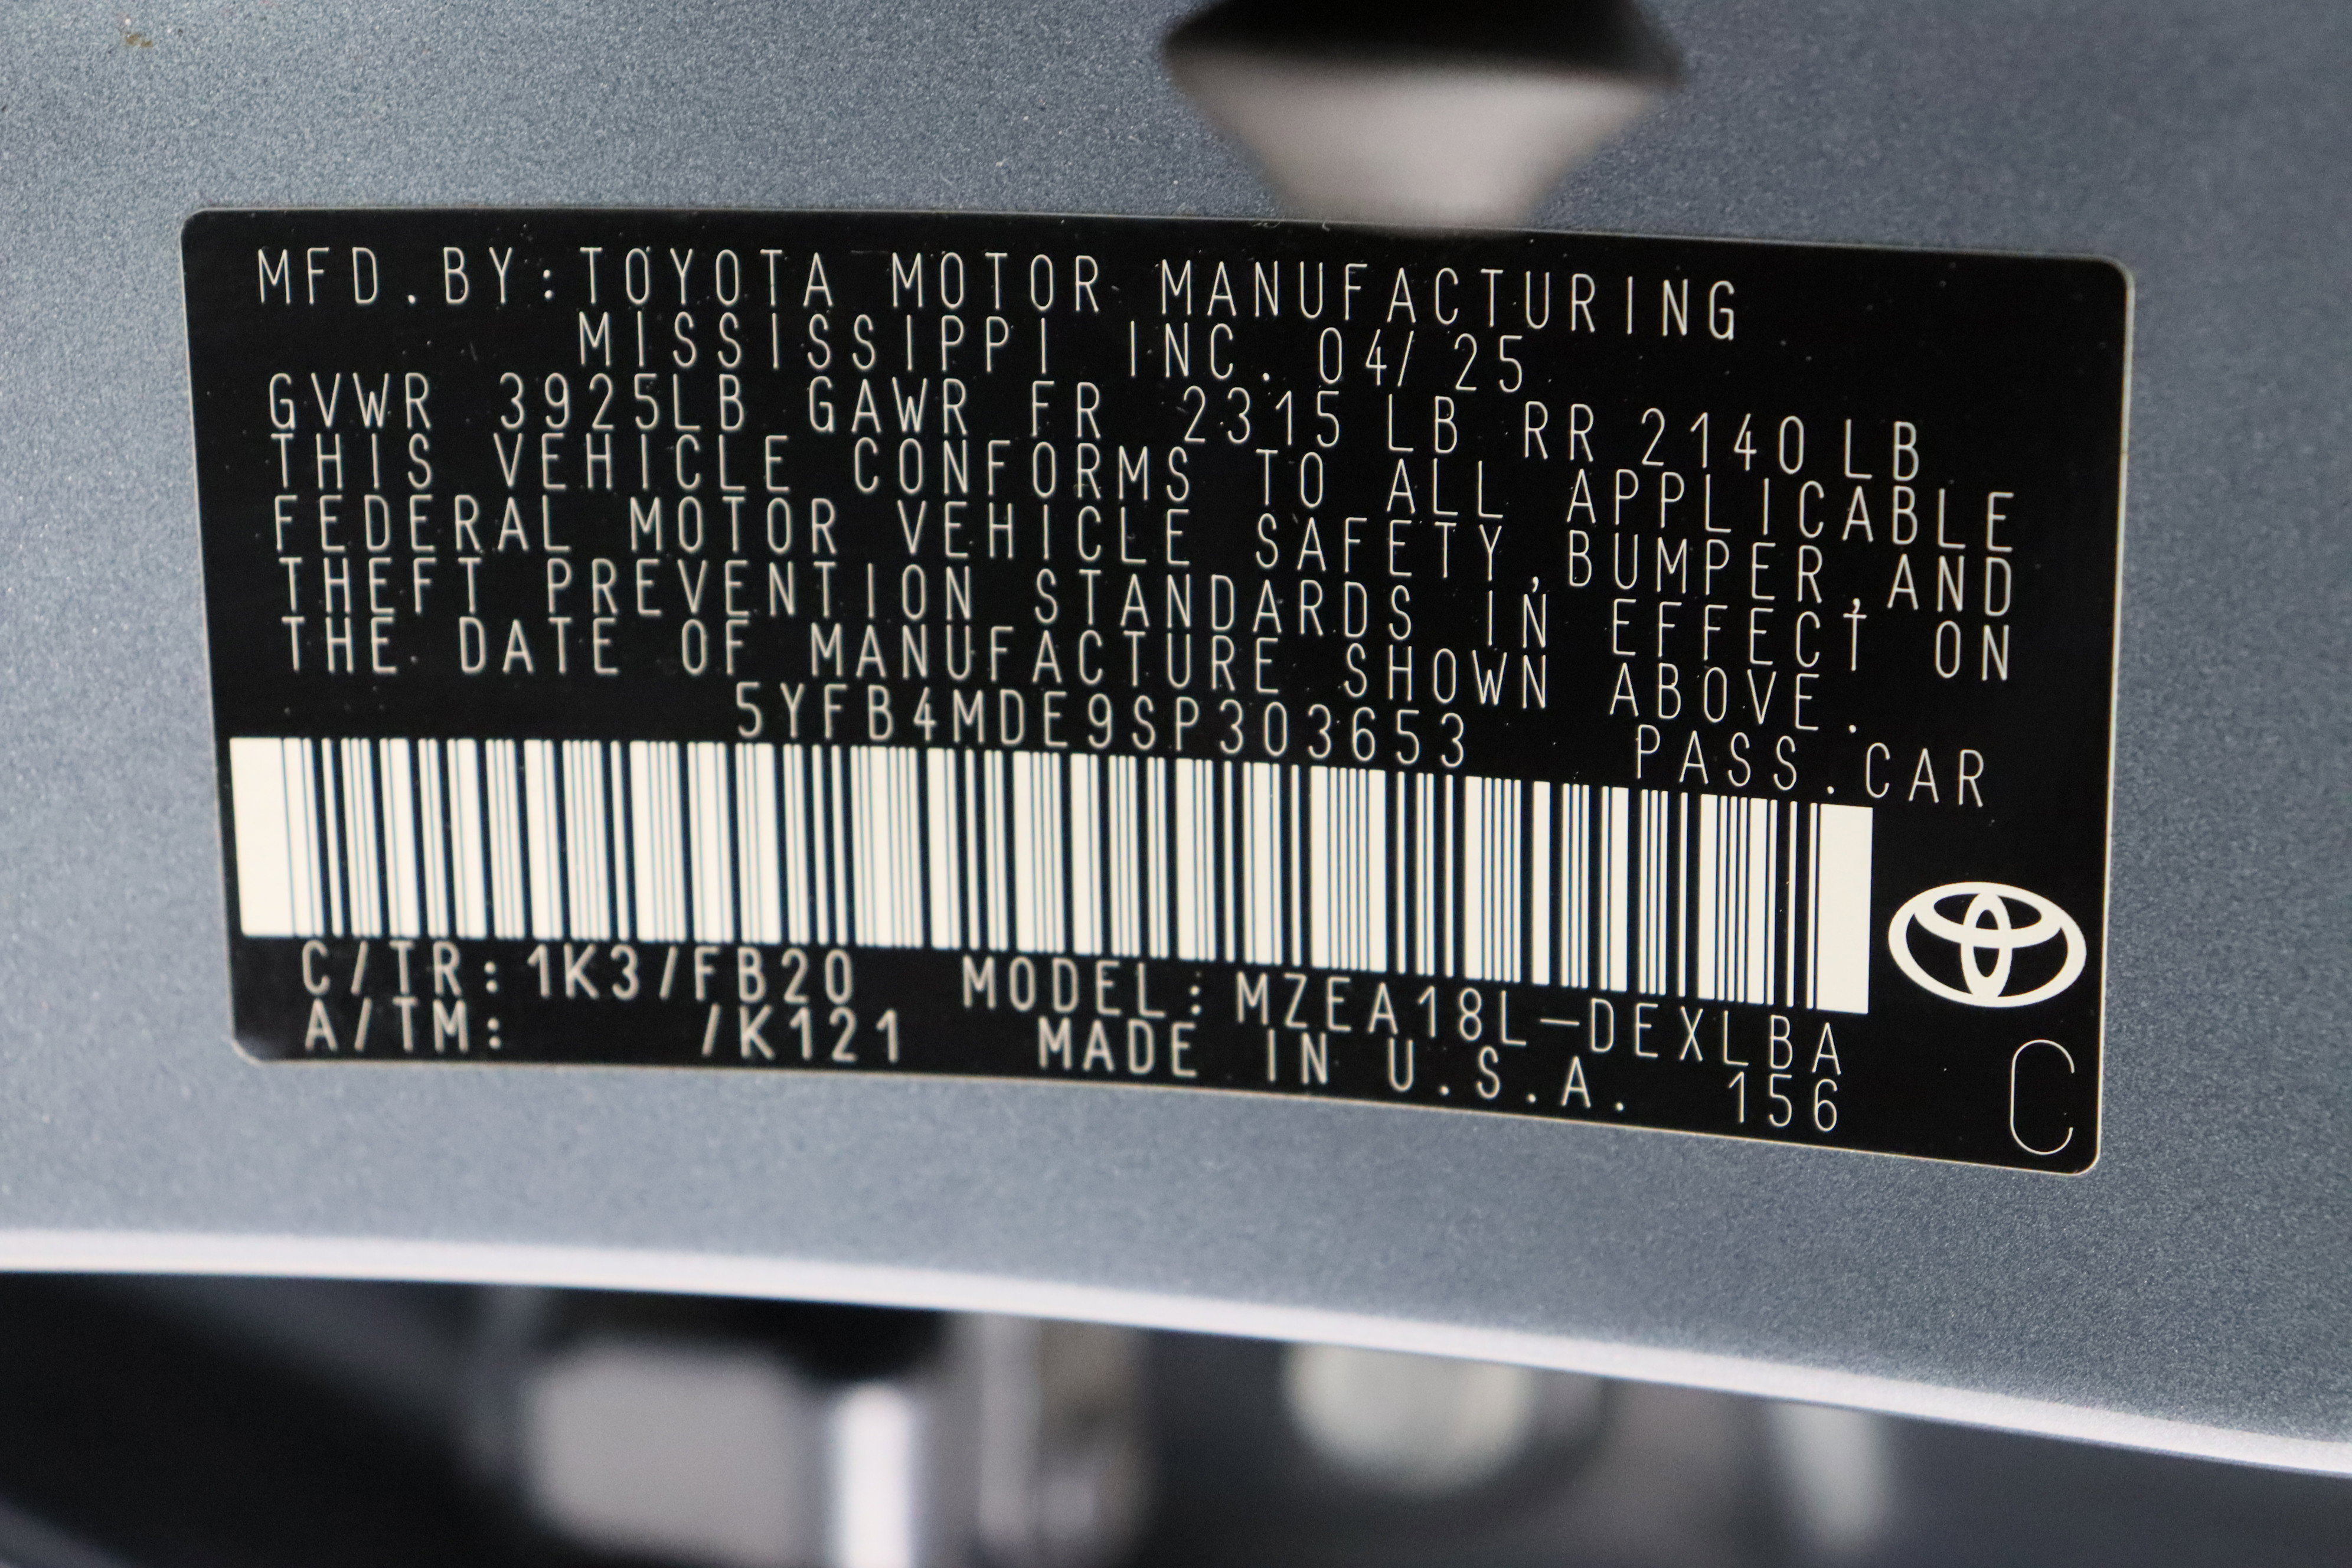 MFD.BY:TOYOTA MOTOR MANUFACTURING
MISSISSIPPI INC. 04/25
GVWR 3925LB GAWR FR 2315 LB RR 2140 LB
THIS VEHICLE CONFORMS TO ALL APPLICABLE
FEDERAL MOTOR VEHICLE SAFETY,BUMPER,AND
THEFT PREVENTION STANDARDS IN EFFECT ON
THE DATE OF MANUFACTURE SHOWN ABOVE.
5YFB4MDE9SP303653 PASS.CAR
C/TR:1K3/FB20 MODEL:MZEA18L-DEXLBA
A/TM: /K121 MADE IN U.S.A. 156
C